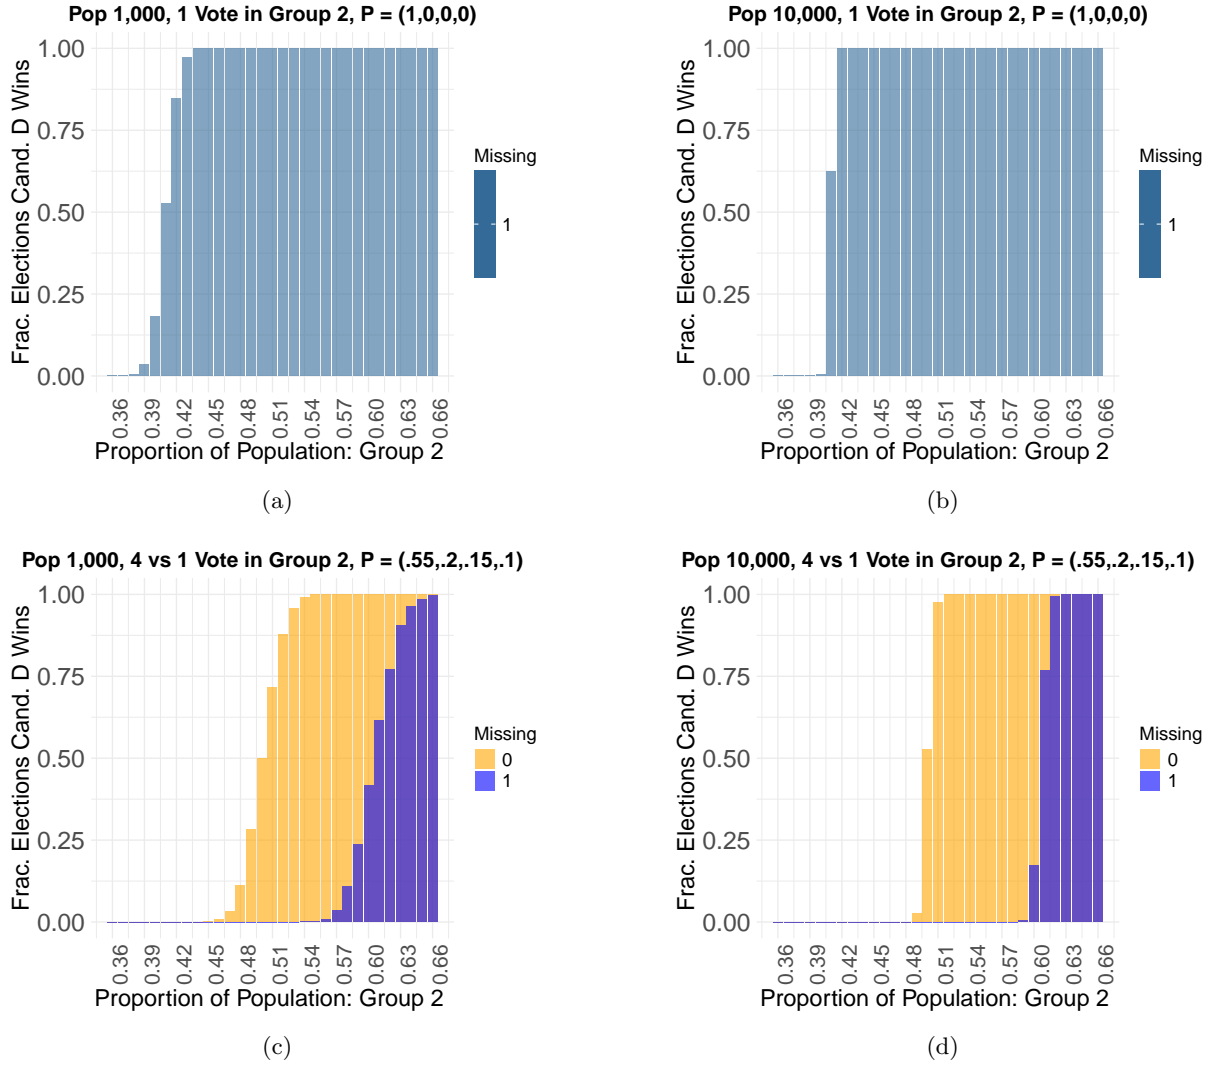 Pop 1,000, 1 Vote in Group 2, P = (1,0,0,0)
Frac. Elections Cand. D Wins
1.00
0.75
0.50
0.25
0.00
0.36 0.39 0.42 0.45 0.48 0.51 0.54 0.57 0.60 0.63 0.66
Proportion of Population: Group 2
Missing
1
(a)
Pop 10,000, 1 Vote in Group 2, P = (1,0,0,0)
Frac. Elections Cand. D Wins
1.00
0.75
0.50
0.25
0.00
0.36 0.39 0.42 0.45 0.48 0.51 0.54 0.57 0.60 0.63 0.66
Proportion of Population: Group 2
Missing
1
(b)
Pop 1,000, 4 vs 1 Vote in Group 2, P = (.55,.2,.15,.1)
Frac. Elections Cand. D Wins
1.00
0.75
0.50
0.25
0.00
0.36 0.39 0.42 0.45 0.48 0.51 0.54 0.57 0.60 0.63 0.66
Proportion of Population: Group 2
Missing
0
1
(c)
Pop 10,000, 4 vs 1 Vote in Group 2, P = (.55,.2,.15,.1)
Frac. Elections Cand. D Wins
1.00
0.75
0.50
0.25
0.00
0.36 0.39 0.42 0.45 0.48 0.51 0.54 0.57 0.60 0.63 0.66
Proportion of Population: Group 2
Missing
0
1
(d)